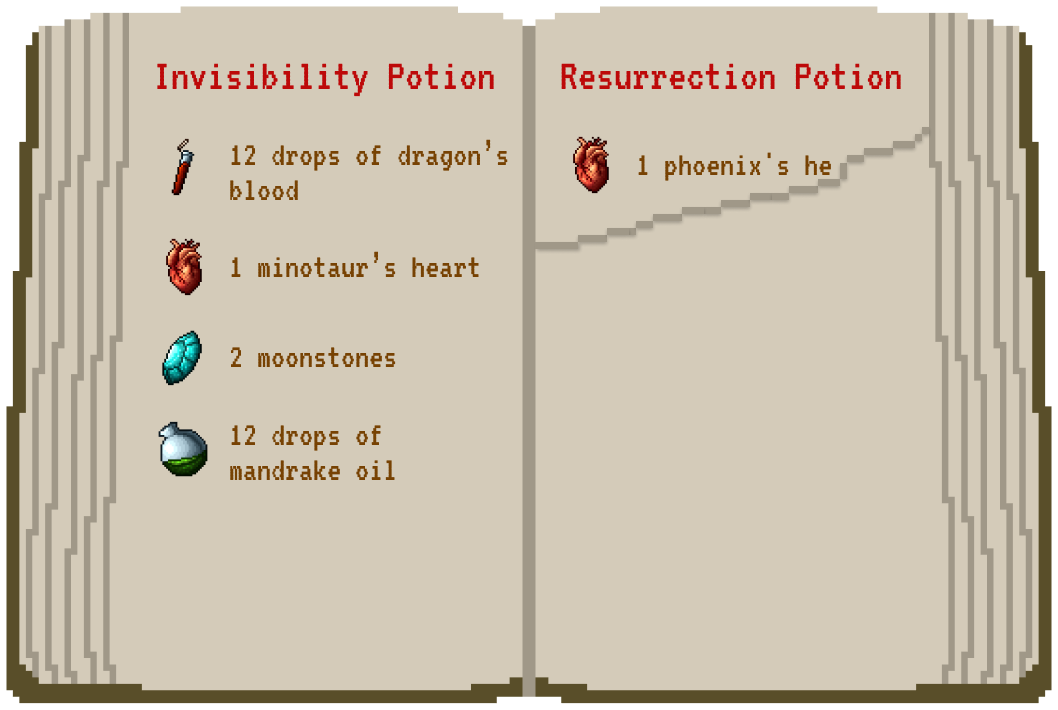 Invisibility Potion
12 drops of dragon's
blood
1 minotaur's heart
2 moonstones
12 drops of
mandrake oil
Resurrection Potion
1 phoenix's he